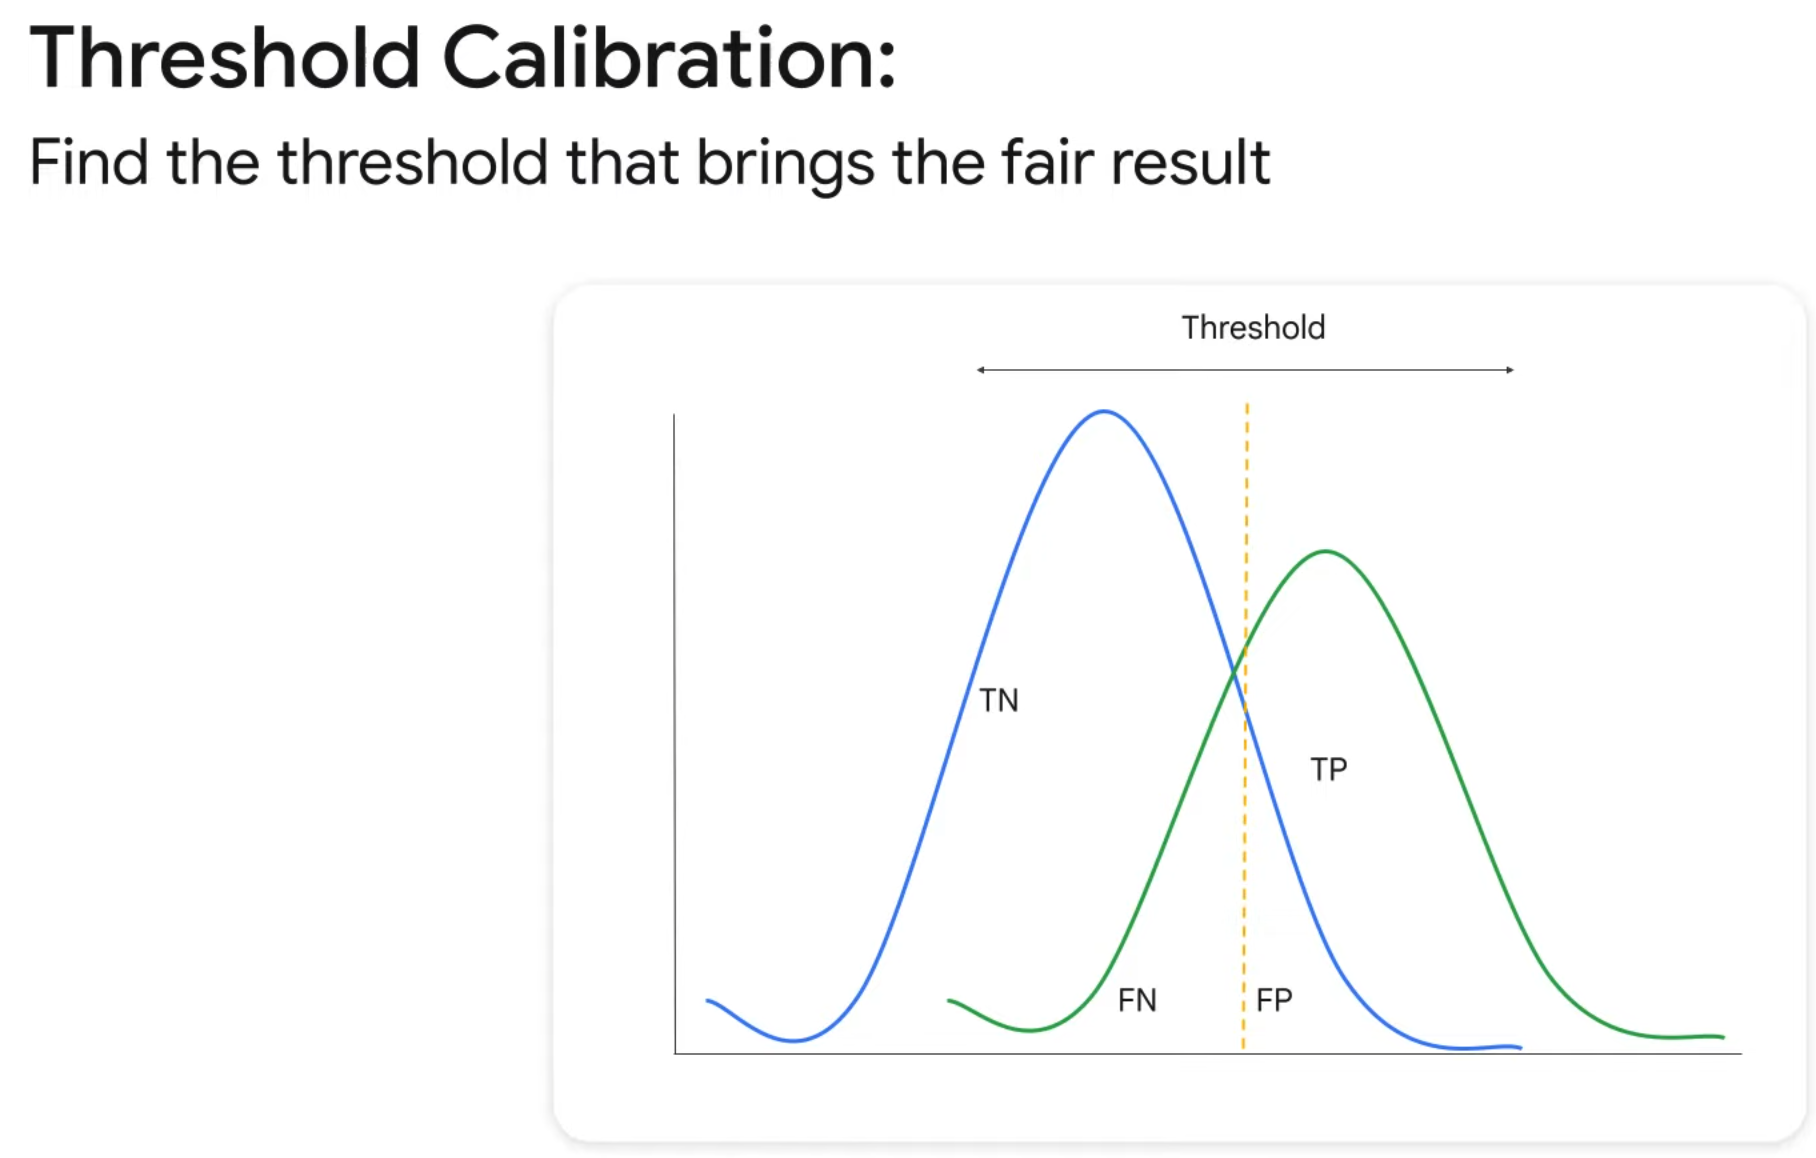 Threshold Calibration:
Find the threshold that brings the fair result
Threshold
TN
TP
FN
FP